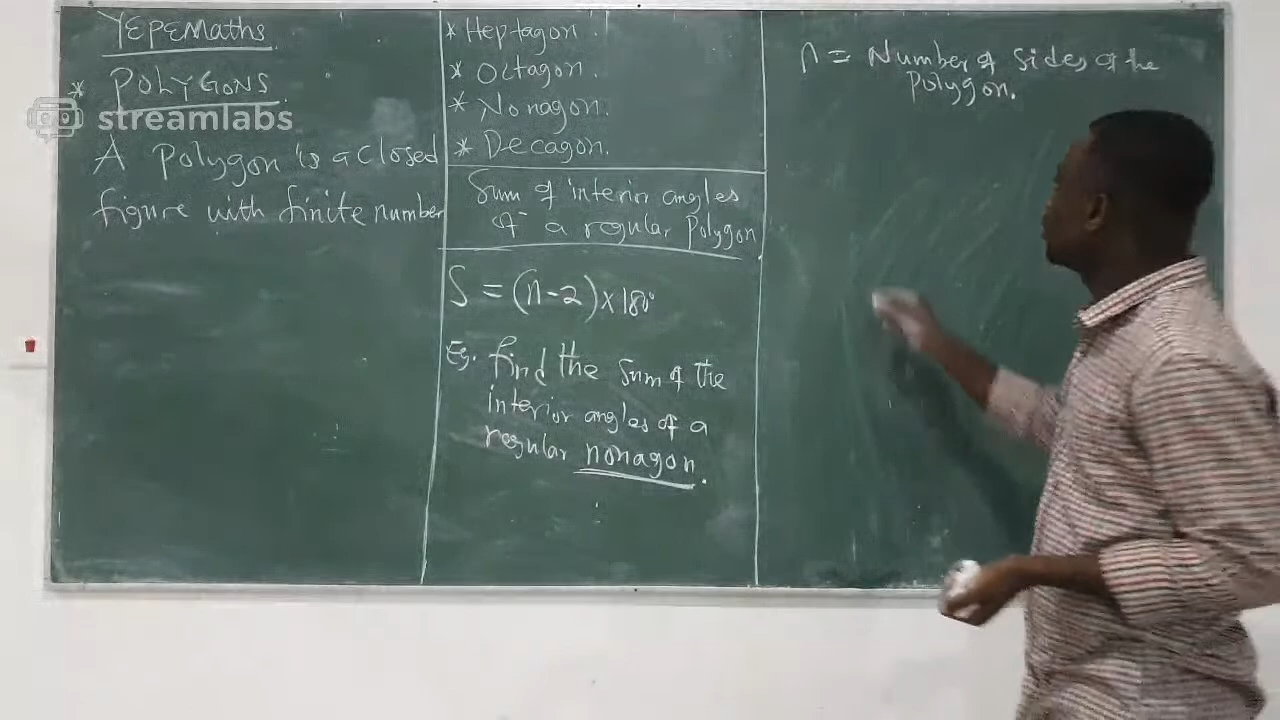 YEPEMaths
* POLYGONS
streamlabs
A Polygon is a closed
figure with finite number
* Heptagon.
* Octagon.
* Nonagon.
* Decagon.
Sum of interior angles
of a regular Polygon
S = (n-2) x 180°
Eg. find the sum of the
interior angles of a
regular nonagon.
n = Number of Sides of the
Polygon.